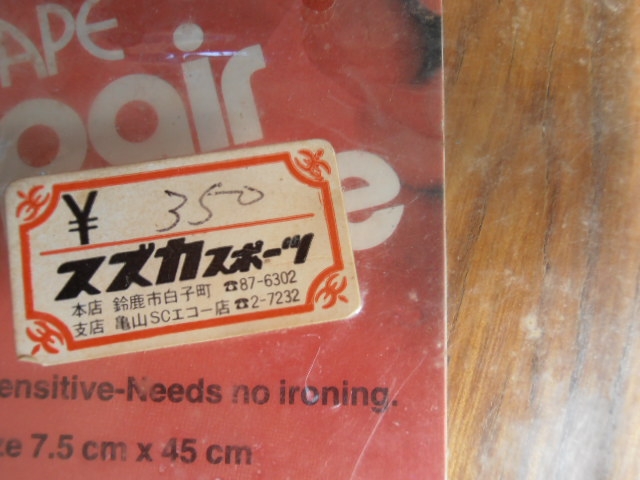 APE
pair
e
¥ 350
スズカスポーツ
本店 鈴鹿市白子町 ☎87-6302
支店 亀山SCエコー店 ☎2-7232
ensitive-Needs no ironing.
ze 7.5 cm x 45 cm